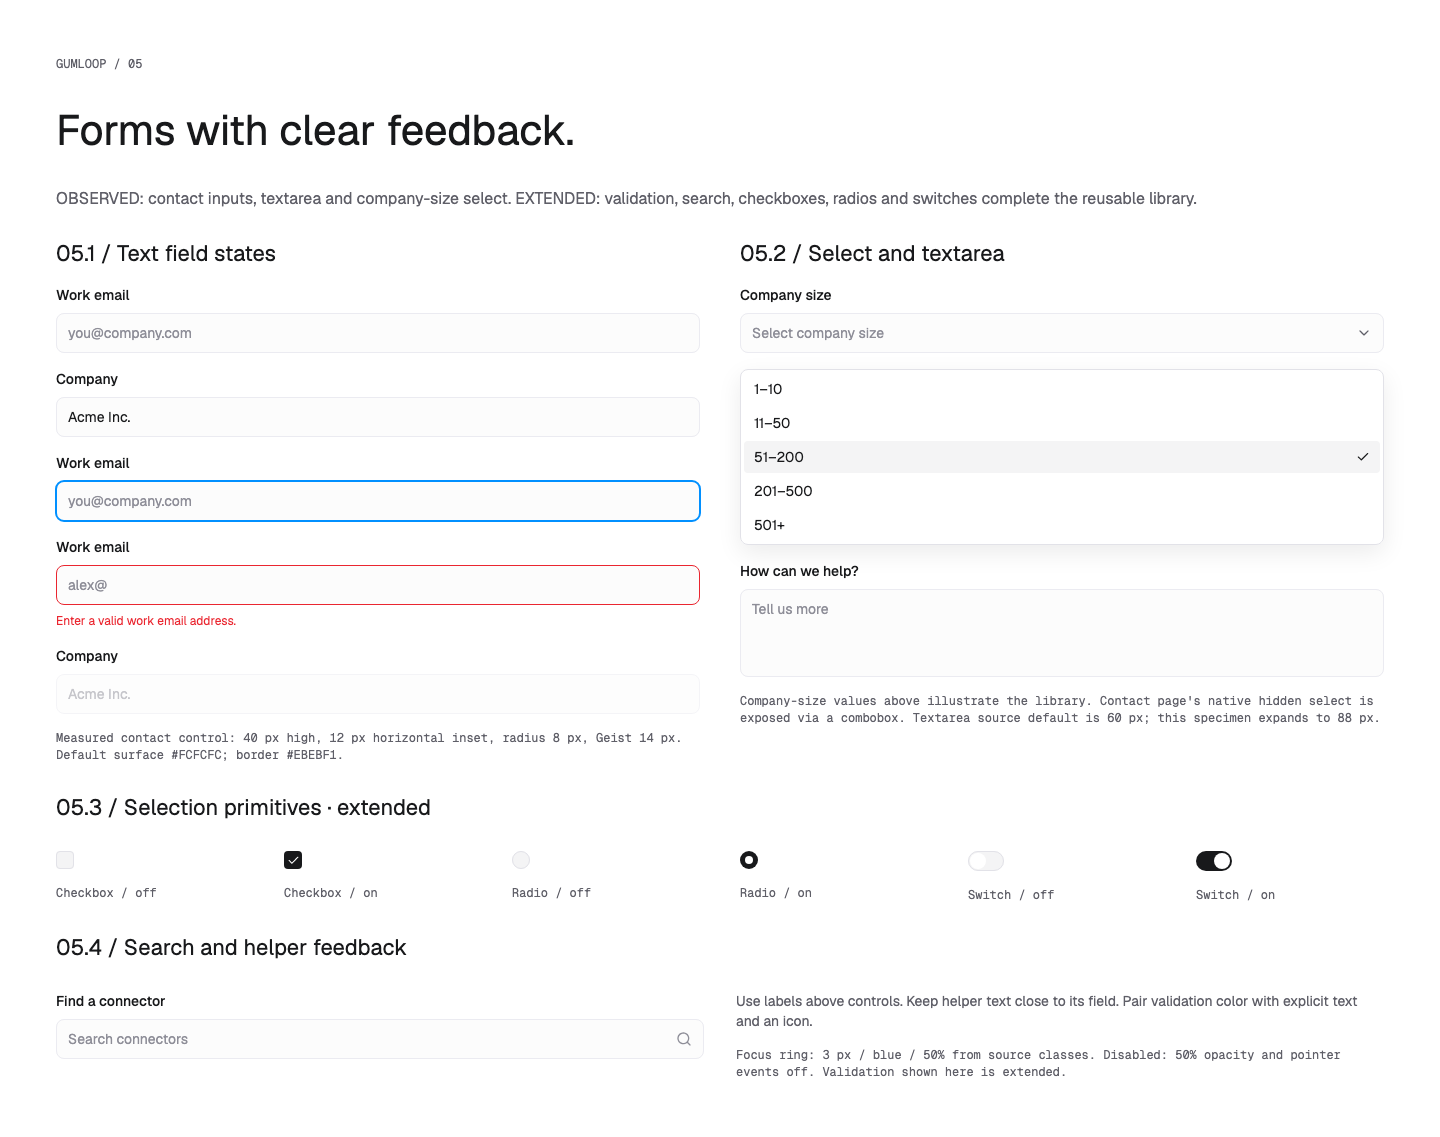 GUMLOOP / 05
Forms with clear feedback.
OBSERVED: contact inputs, textarea and company-size select. EXTENDED: validation, search, checkboxes, radios and switches complete the reusable library.
05.1 / Text field states
Work email
you@company.com
Company
Acme Inc.
Work email
you@company.com
Work email
alex@
Enter a valid work email address.
Company
Acme Inc.
Measured contact control: 40 px high, 12 px horizontal inset, radius 8 px, Geist 14 px.
Default surface #FCFCFC; border #EBEBF1.
05.2 / Select and textarea
Company size
Select company size
1–10
11–50
51–200
201–500
501+
How can we help?
Tell us more
Company-size values above illustrate the library. Contact page's native hidden select is
exposed via a combobox. Textarea source default is 60 px; this specimen expands to 88 px.
05.3 / Selection primitives · extended
Checkbox / off
Checkbox / on
Radio / off
Radio / on
Switch / off
Switch / on
05.4 / Search and helper feedback
Find a connector
Search connectors
Use labels above controls. Keep helper text close to its field. Pair validation color with explicit text
and an icon.
Focus ring: 3 px / blue / 50% from source classes. Disabled: 50% opacity and pointer
events off. Validation shown here is extended.